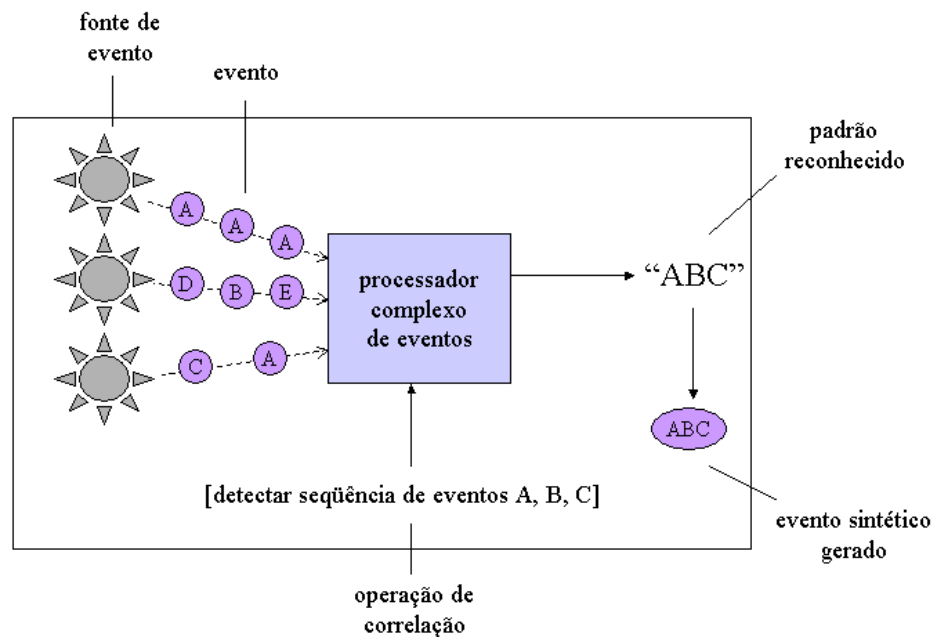 fonte de
evento
evento
padrão
reconhecido
A
A
A
D
B
E
C
A
processador
complexo
de eventos
“ABC”
ABC
[detectar seqüência de eventos A, B, C]
evento sintético
gerado
operação de
correlação